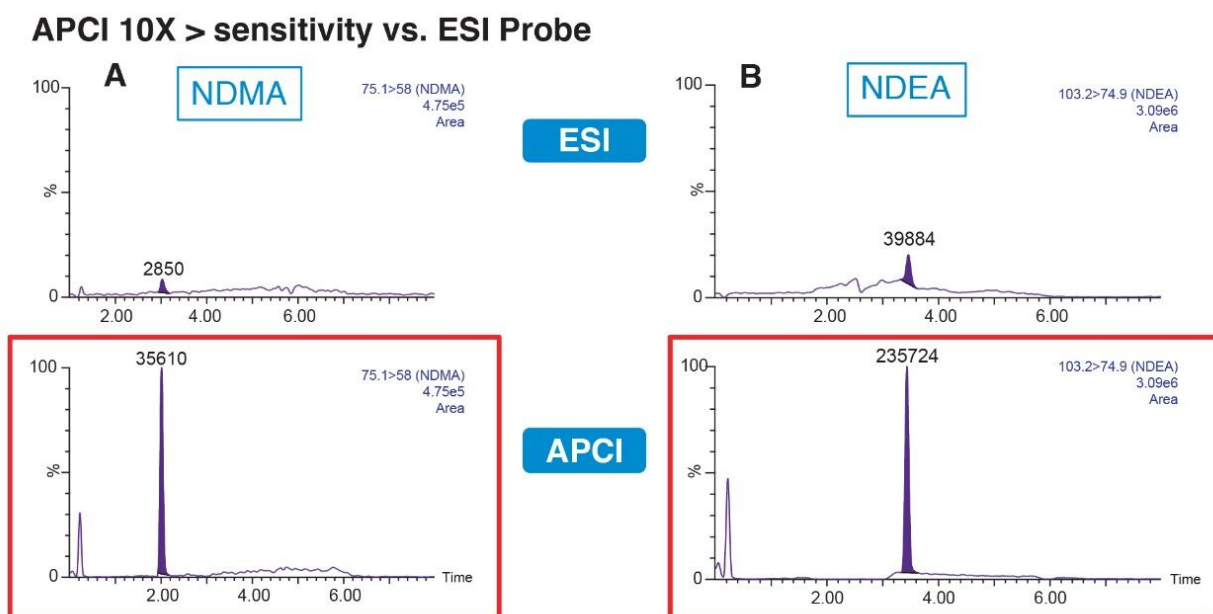 APCI 10X > sensitivity vs. ESI Probe
A
NDMA
75.1>58 (NDMA)
4.75e5
Area
100
%
0
2850
2.00 4.00 6.00
ESI
B
NDEA
103.2>74.9 (NDEA)
3.09e6
Area
100
%
0
39884
2.00 4.00 6.00
35610
75.1>58 (NDMA)
4.75e5
Area
100
%
0
2.00 4.00 6.00
Time
APCI
235724
103.2>74.9 (NDEA)
3.09e6
Area
100
%
0
2.00 4.00 6.00
Time